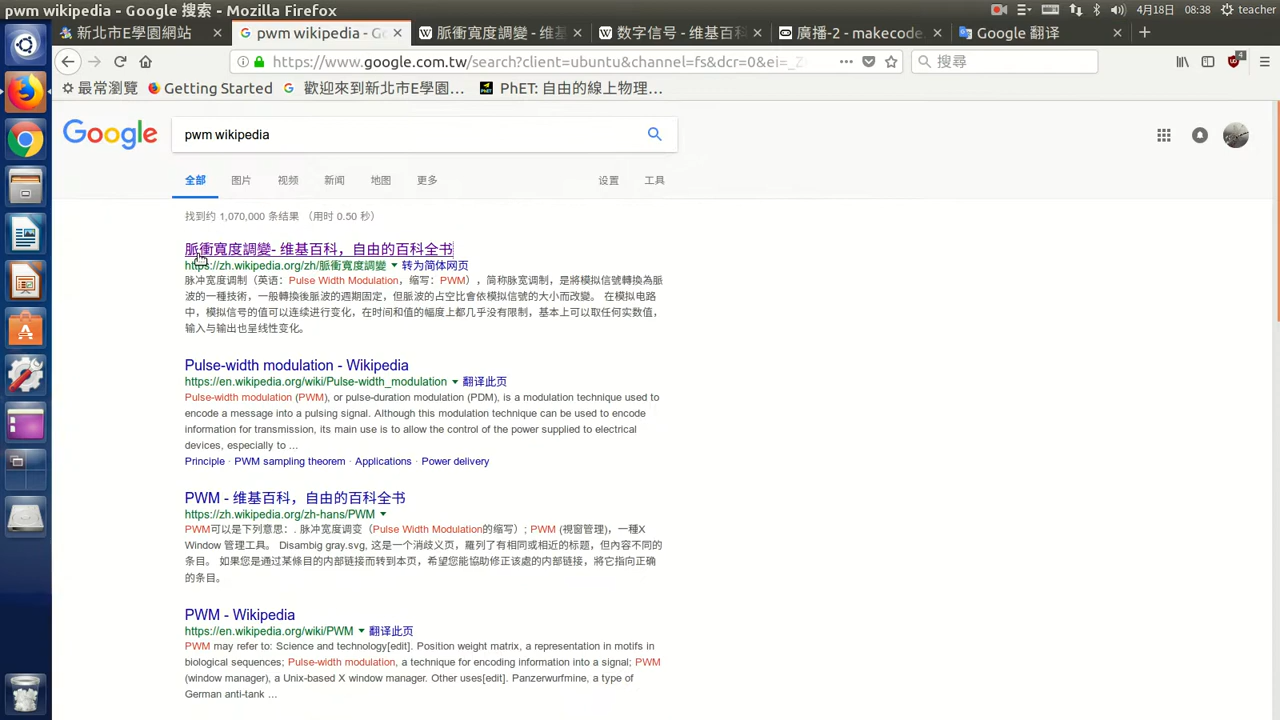 pwm wikipedia - Google 搜索 - Mozilla Firefox
4月18日 08:38 teacher
新北市E學園網站
pwm wikipedia - Go
脈衝寬度調變 - 维基
数字信号 - 维基百科
廣播-2 - makecode.
Google 翻译
https://www.google.com.tw/search?client=ubuntu&channel=fs&dcr=0&ei=_Z
搜尋
最常瀏覽
Getting Started
歡迎來到新北市E學園…
PhET: 自由的線上物理…
Google
pwm wikipedia
全部 图片 视频 新闻 地图 更多 设置 工具
找到约 1,070,000 条结果 （用时 0.50 秒）
脈衝寬度調變- 维基百科，自由的百科全书
https://zh.wikipedia.org/zh/脈衝寬度調變 转为简体网页
脉冲宽度调制（英语：Pulse Width Modulation，缩写：PWM），简称脉宽调制，是將模拟信號轉換為脈
波的一種技術，一般轉換後脈波的週期固定，但脈波的占空比會依模拟信號的大小而改變。 在模拟电路
中，模拟信号的值可以连续进行变化，在时间和值的幅度上都几乎没有限制，基本上可以取任何实数值，
输入与输出也呈线性变化。
Pulse-width modulation - Wikipedia
https://en.wikipedia.org/wiki/Pulse-width_modulation 翻译此页
Pulse-width modulation (PWM), or pulse-duration modulation (PDM), is a modulation technique used to
encode a message into a pulsing signal. Although this modulation technique can be used to encode
information for transmission, its main use is to allow the control of the power supplied to electrical
devices, especially to ...
Principle · PWM sampling theorem · Applications · Power delivery
PWM - 维基百科，自由的百科全书
https://zh.wikipedia.org/zh-hans/PWM
PWM可以是下列意思：. 脉冲宽度调变（Pulse Width Modulation的缩写）; PWM (視窗管理)，一種X
Window 管理工具。 Disambig gray.svg, 这是一个消歧义页，羅列了有相同或相近的标题，但內容不同的
条目。 如果您是通过某條目的内部链接而转到本页，希望您能協助修正该處的内部链接，將它指向正确
的条目。
PWM - Wikipedia
https://en.wikipedia.org/wiki/PWM 翻译此页
PWM may refer to: Science and technology[edit]. Position weight matrix, a representation in motifs in
biological sequences; Pulse-width modulation, a technique for encoding information into a signal; PWM
(window manager), a Unix-based X window manager. Other uses[edit]. Panzerwurfmine, a type of
German anti-tank ...